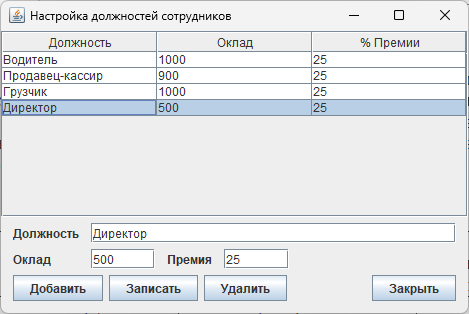 Настройка должностей сотрудников
Должность Оклад % Премии
Водитель 1000 25
Продавец-кассир 900 25
Грузчик 1000 25
Директор 500 25
Должность Директор
Оклад 500 Премия 25
Добавить Записать Удалить Закрыть